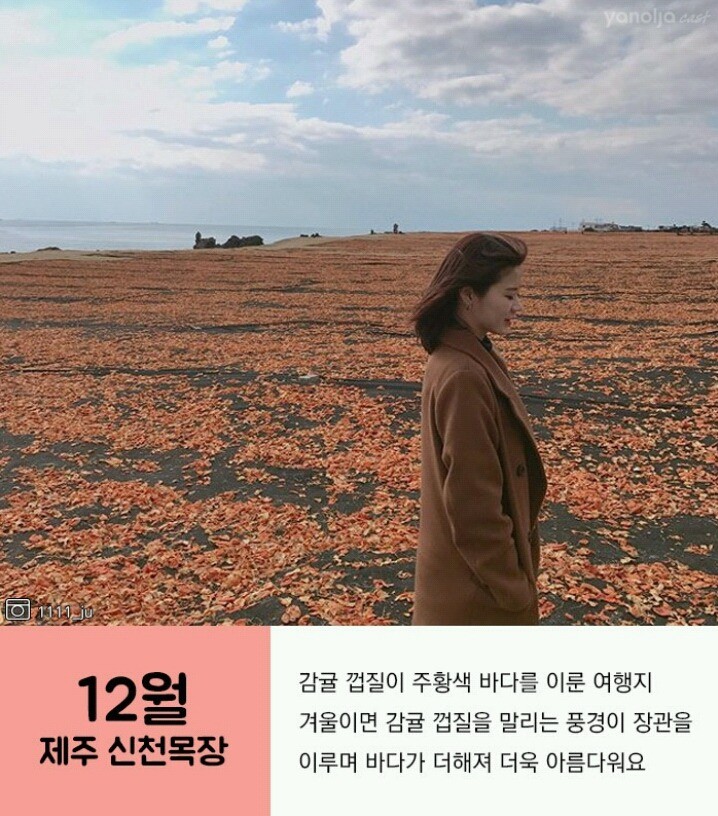 yanolja cast
1111_ju
12월
제주 신천목장
감귤 껍질이 주황색 바다를 이룬 여행지
겨울이면 감귤 껍질을 말리는 풍경이 장관을
이루며 바다가 더해져 더욱 아름다워요